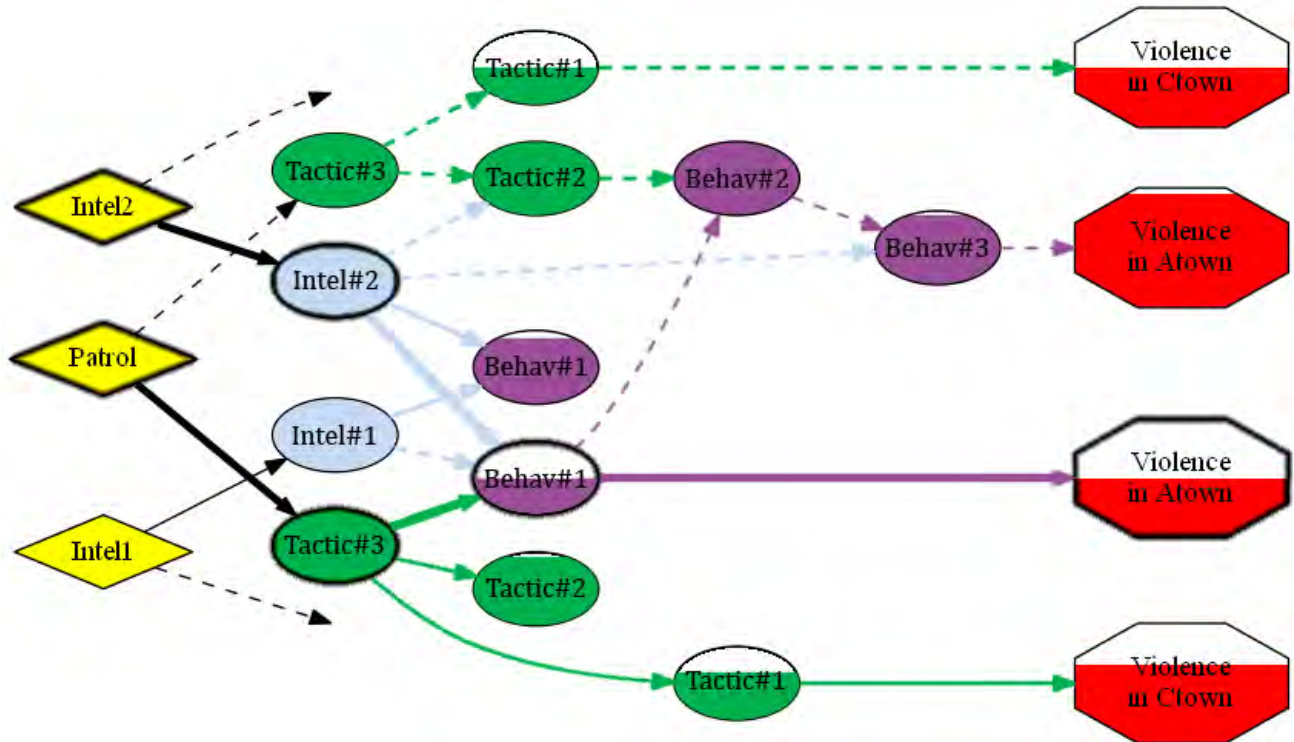 Violence
in Ctown
Tactic#1
Tactic#3
Tactic#2
Behav#2
Intel2
Violence
in Atown
Behav#3
Intel#2
Patrol
Behav#1
Intel#1
Violence
in Atown
Behav#1
Intel1
Tactic#3
Tactic#2
Violence
in Ctown
Tactic#1